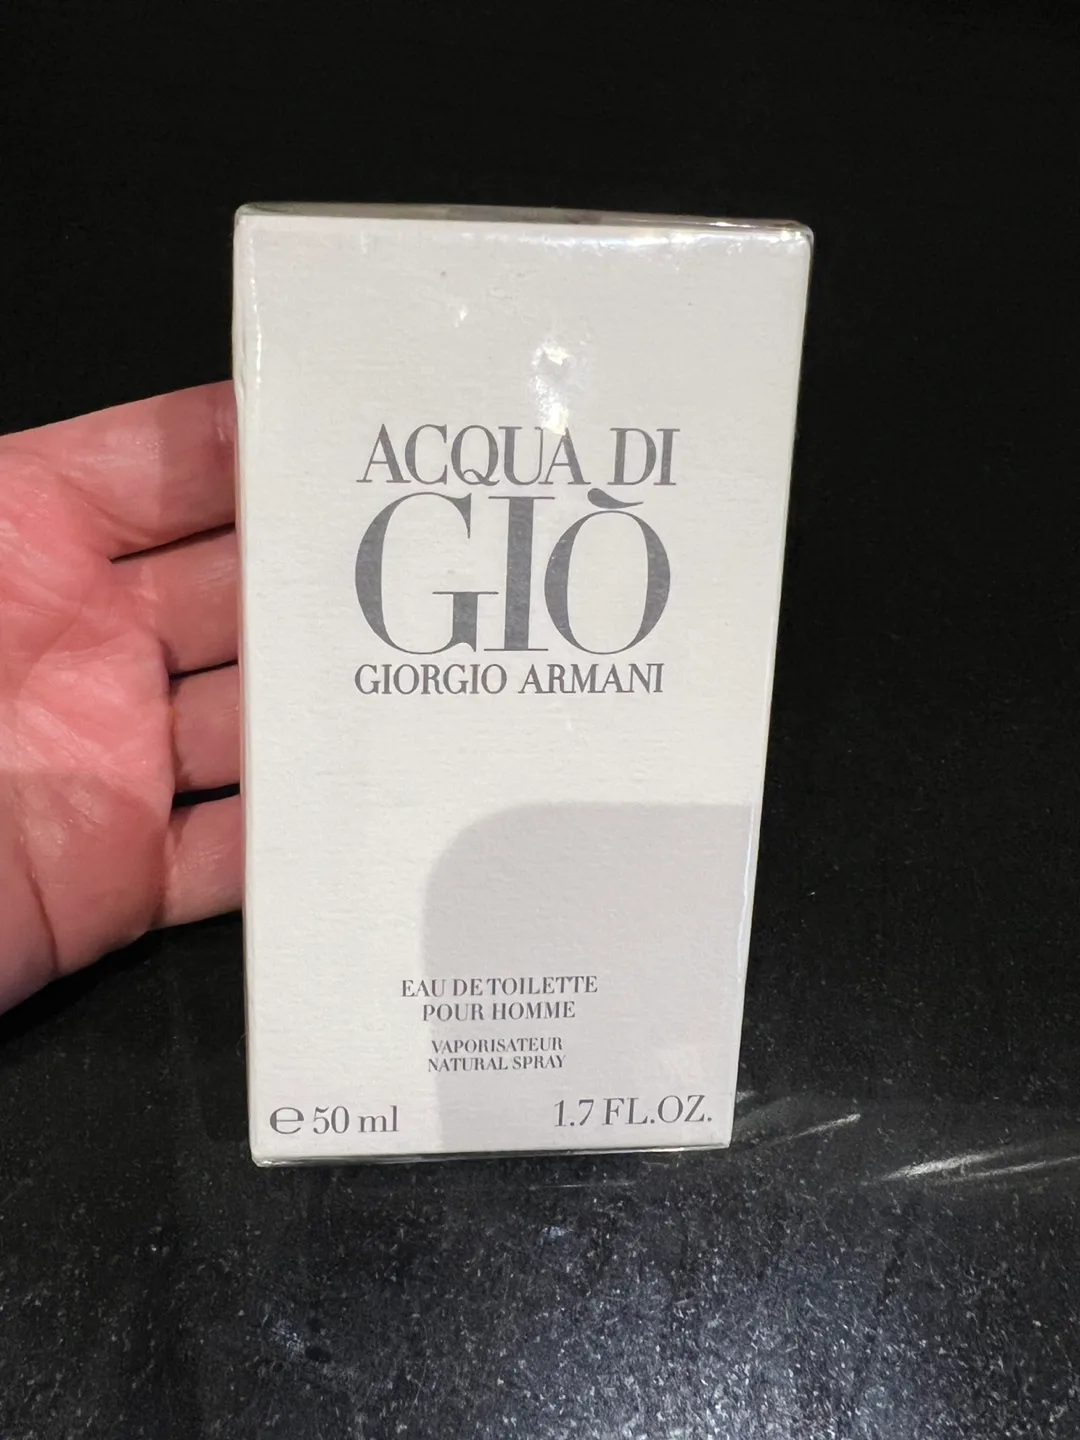 ACQUA DI
GIÒ
GIORGIO ARMANI
EAU DE TOILETTE
POUR HOMME
VAPORISATEUR
NATURAL SPRAY
℮ 50 ml 1.7 FL.OZ.